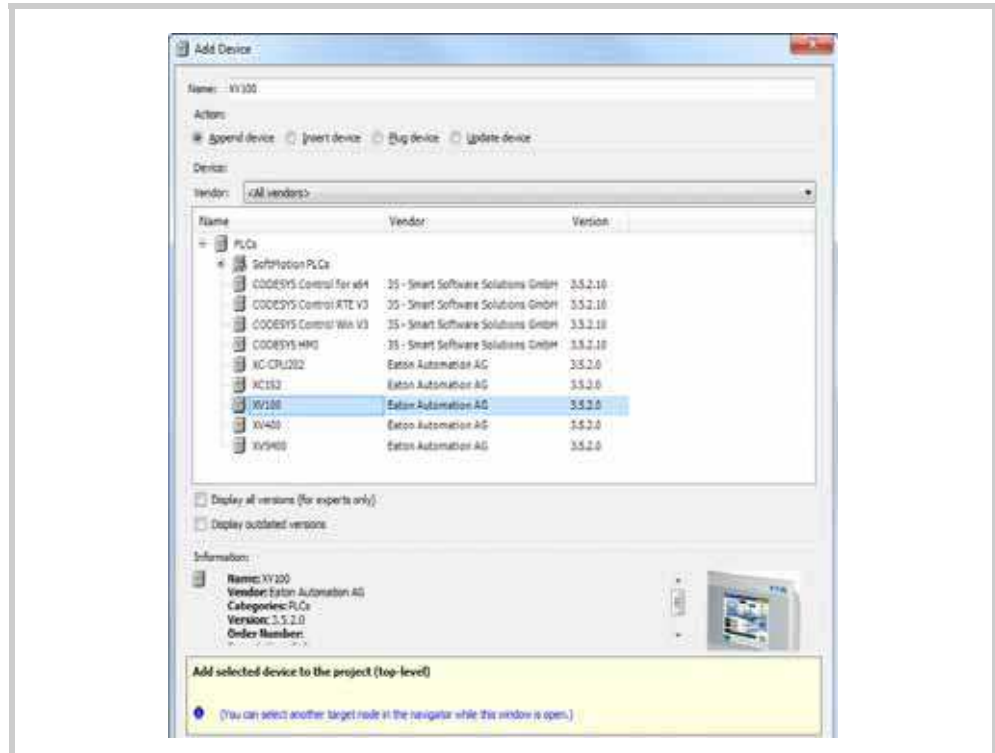 Add Device
Name: XV100
Action:
Append device Insert device Plug device Update device
Device:
Vendor: <All vendors>
Name Vendor Version
PLCs
SoftMotion PLCs
CODESYS Control for x64 3S - Smart Software Solutions GmbH 3.5.2.10
CODESYS Control RTE V3 3S - Smart Software Solutions GmbH 3.5.2.10
CODESYS Control Win V3 3S - Smart Software Solutions GmbH 3.5.2.10
CODESYS HMI 3S - Smart Software Solutions GmbH 3.5.2.10
XC-CPU202 Eaton Automation AG 3.5.2.0
XC152 Eaton Automation AG 3.5.2.0
XV100 Eaton Automation AG 3.5.2.0
XV400 Eaton Automation AG 3.5.2.0
XVS400 Eaton Automation AG 3.5.2.0
Display all versions (for experts only)
Display outdated versions
Information:
Name: XV100
Vendor: Eaton Automation AG
Categories: PLCs
Version: 3.5.2.0
Order Number:
Add selected device to the project (top-level)
(You can select another target node in the navigator while this window is open.)